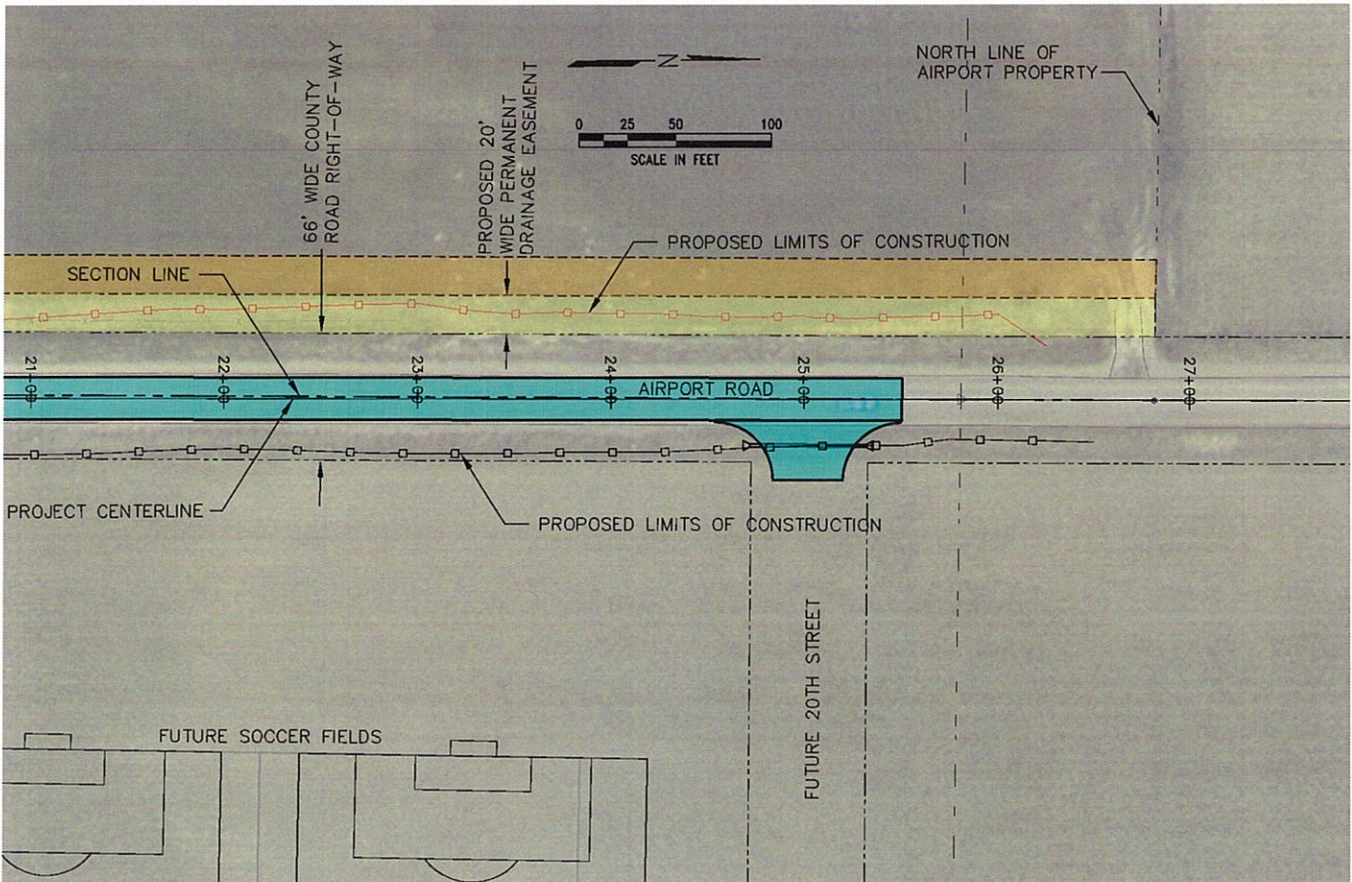 66' WIDE COUNTY
ROAD RIGHT-OF-WAY
PROPOSED 20'
WIDE PERMANENT
DRAINAGE EASEMENT
N
0 25 50 100
SCALE IN FEET
NORTH LINE OF
AIRPORT PROPERTY
PROPOSED LIMITS OF CONSTRUCTION
SECTION LINE
21+00
22+00
23+00
24+00
25+00
26+00
27+00
AIRPORT ROAD
PROJECT CENTERLINE
PROPOSED LIMITS OF CONSTRUCTION
FUTURE 20TH STREET
FUTURE SOCCER FIELDS